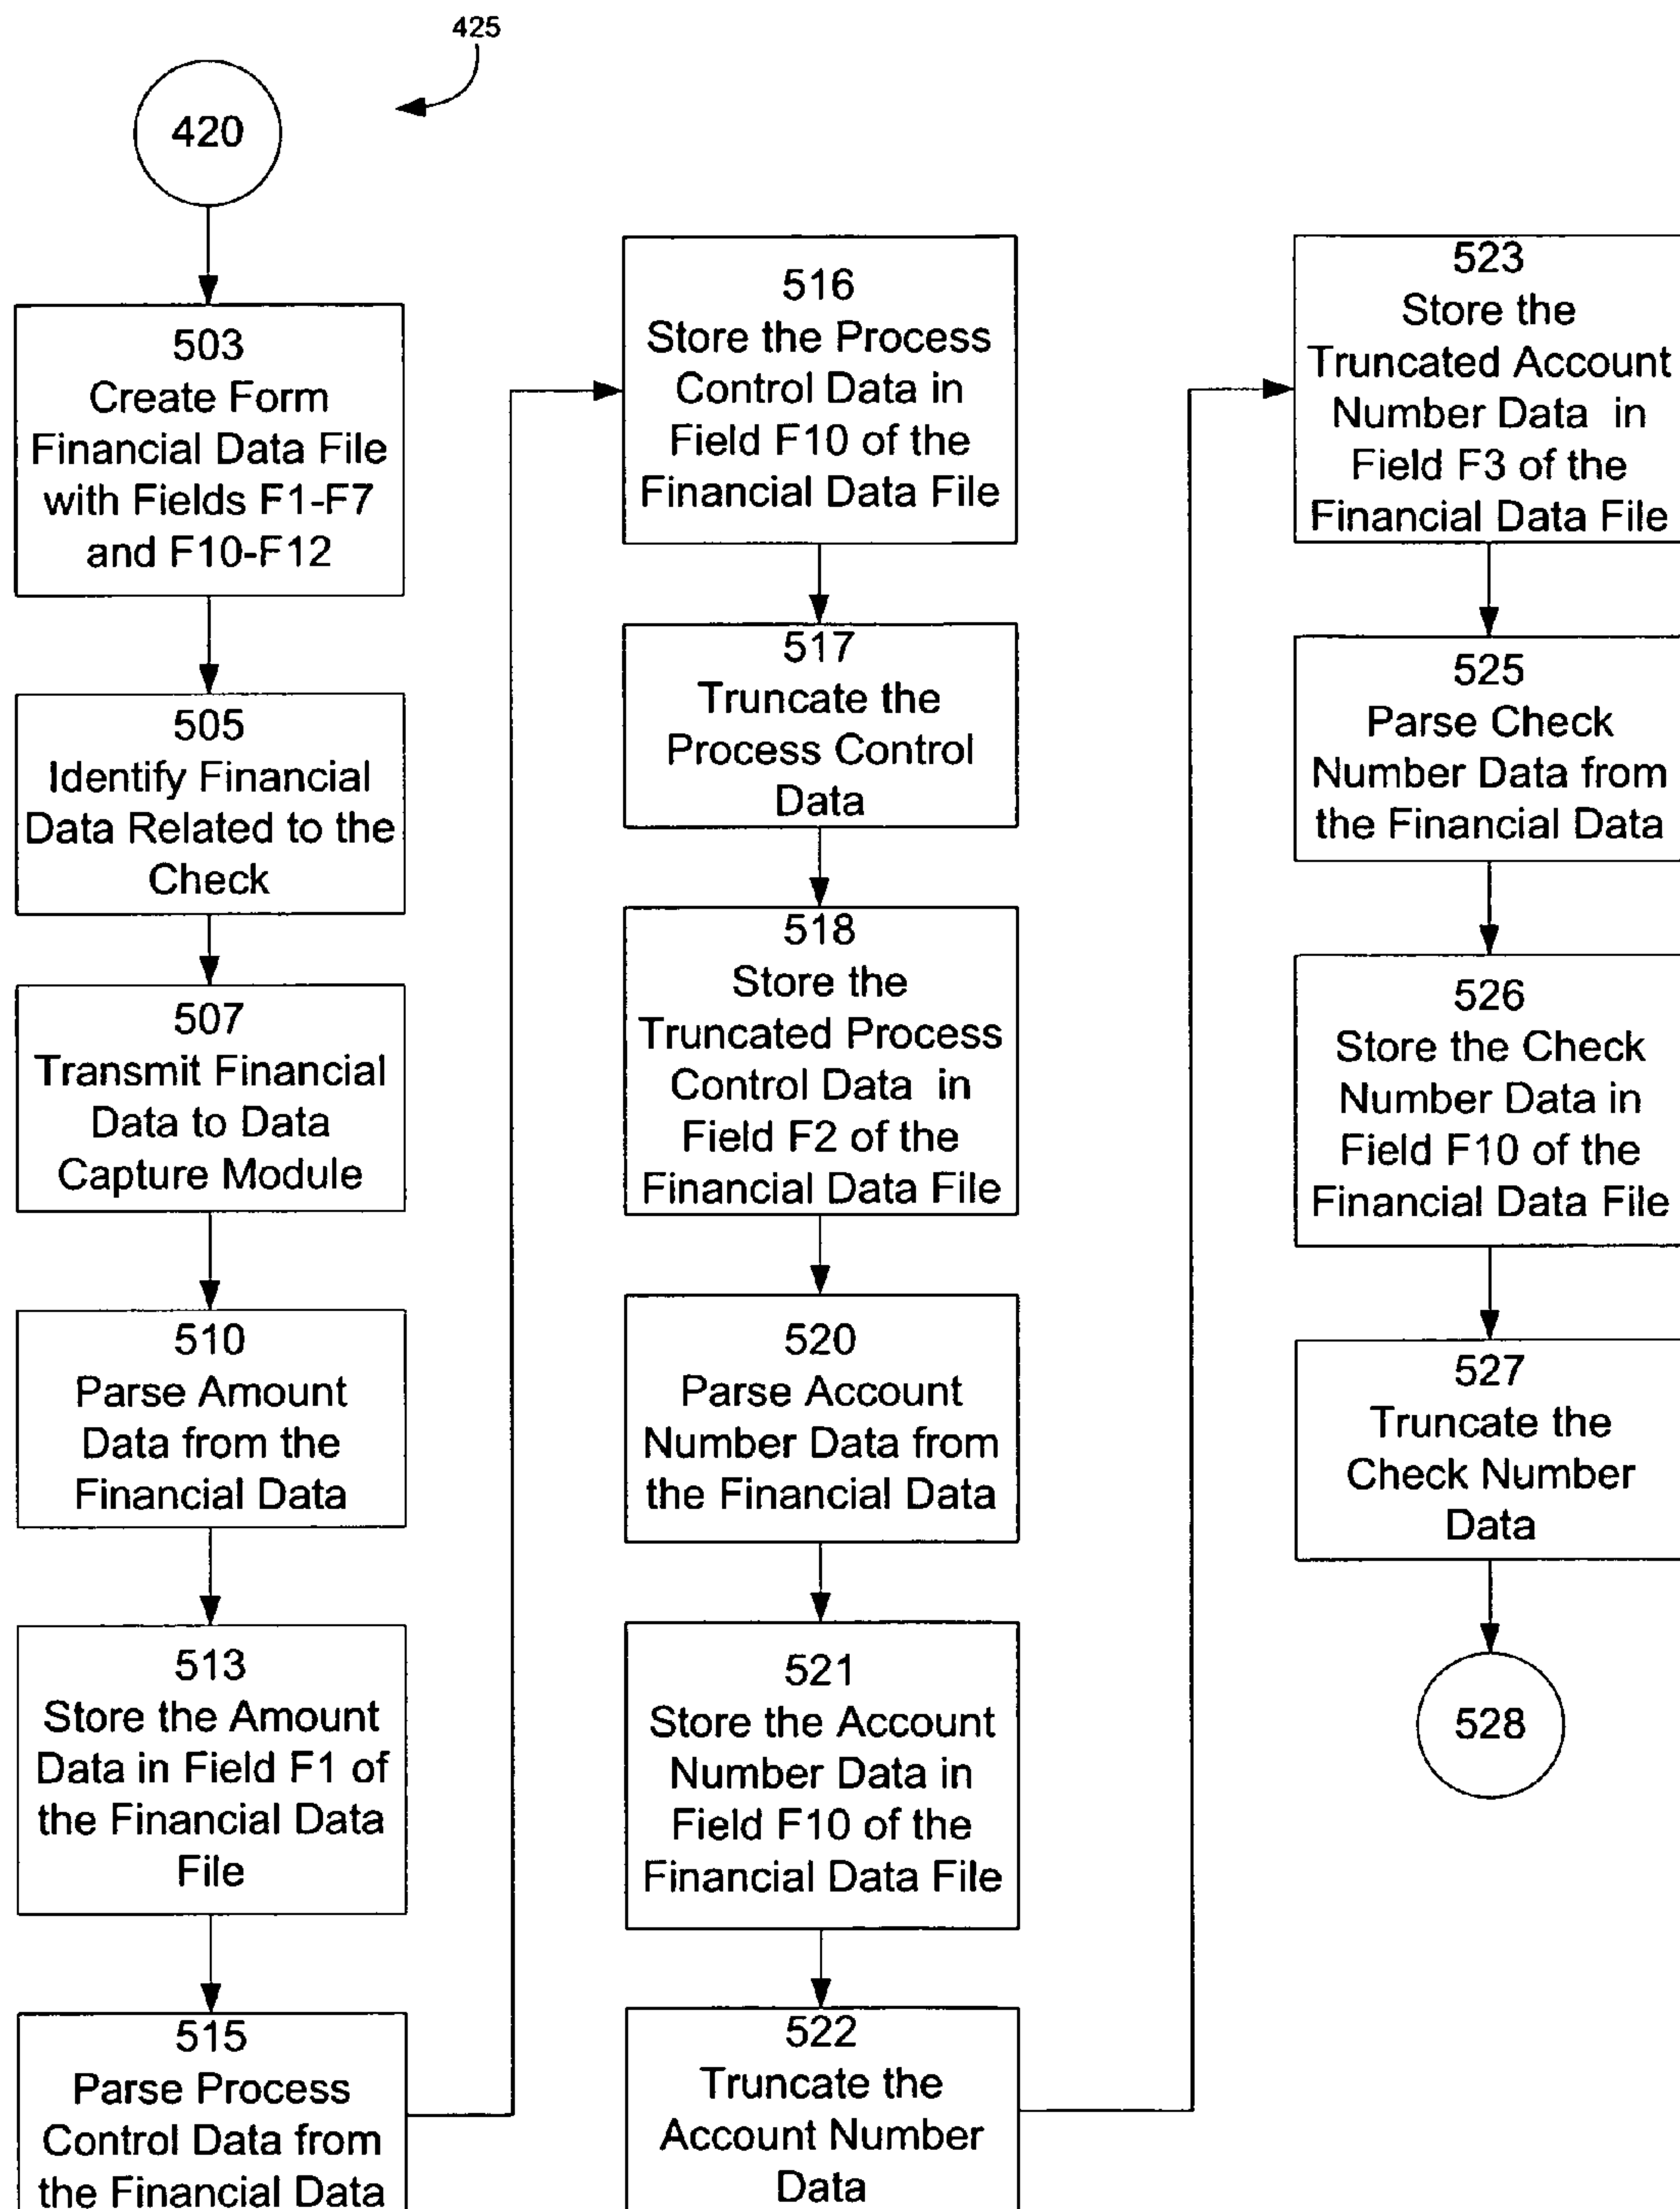 425
420
503
Create Form
Financial Data File
with Fields F1-F7
and F10-F12
505
Identify Financial
Data Related to the
Check
507
Transmit Financial
Data to Data
Capture Module
510
Parse Amount
Data from the
Financial Data
513
Store the Amount
Data in Field F1 of
the Financial Data
File
515
Parse Process
Control Data from
the Financial Data
516
Store the Process
Control Data in
Field F10 of the
Financial Data File
517
Truncate the
Process Control
Data
518
Store the
Truncated Process
Control Data in
Field F2 of the
Financial Data File
520
Parse Account
Number Data from
the Financial Data
521
Store the Account
Number Data in
Field F10 of the
Financial Data File
522
Truncate the
Account Number
Data
523
Store the
Truncated Account
Number Data in
Field F3 of the
Financial Data File
525
Parse Check
Number Data from
the Financial Data
526
Store the Check
Number Data in
Field F10 of the
Financial Data File
527
Truncate the
Check Number
Data
528